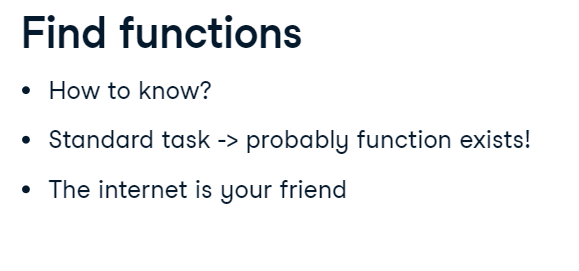 Find functions
• How to know?
• Standard task -> probably function exists!
• The internet is your friend